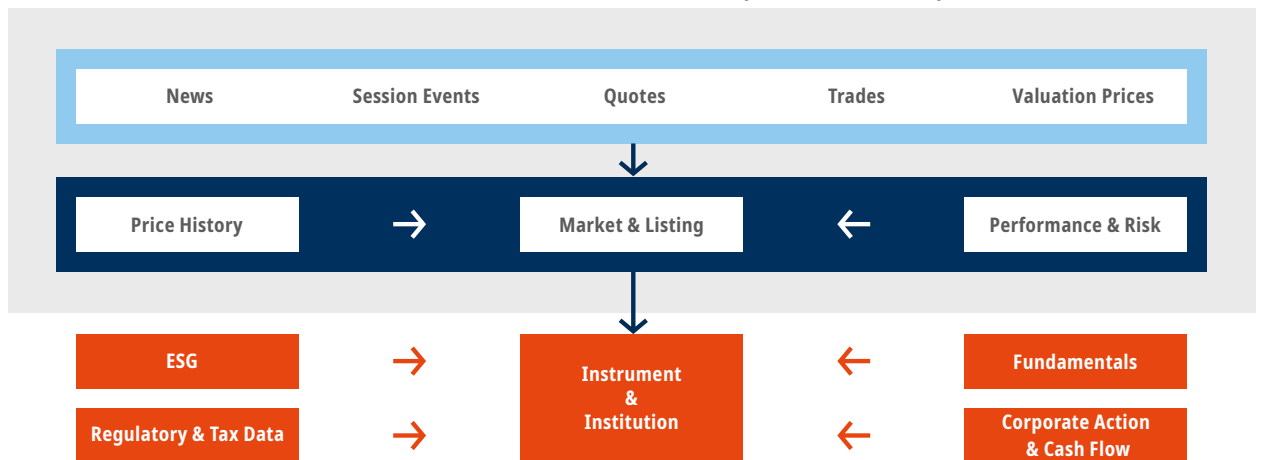 News
Session Events
Quotes
Trades
Valuation Prices
Price History
Market & Listing
Performance & Risk
ESG
Instrument
&
Institution
Fundamentals
Regulatory & Tax Data
Corporate Action
& Cash Flow